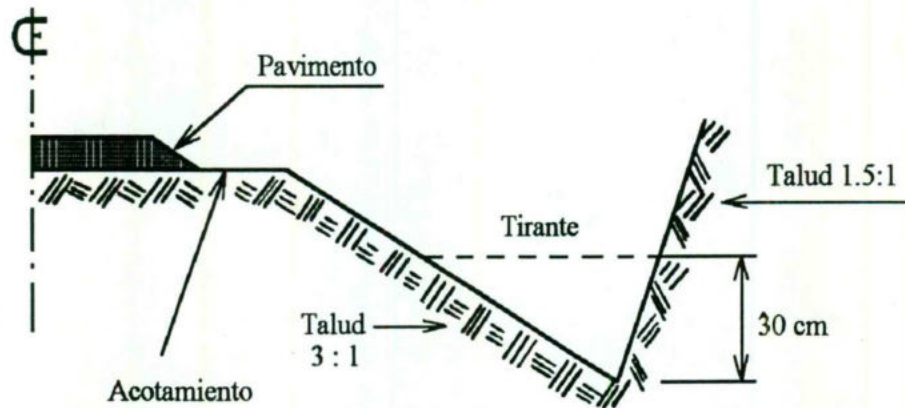 ℄
Pavimento
Talud 1.5:1
Tirante
30 cm
Talud
3 : 1
Acotamiento